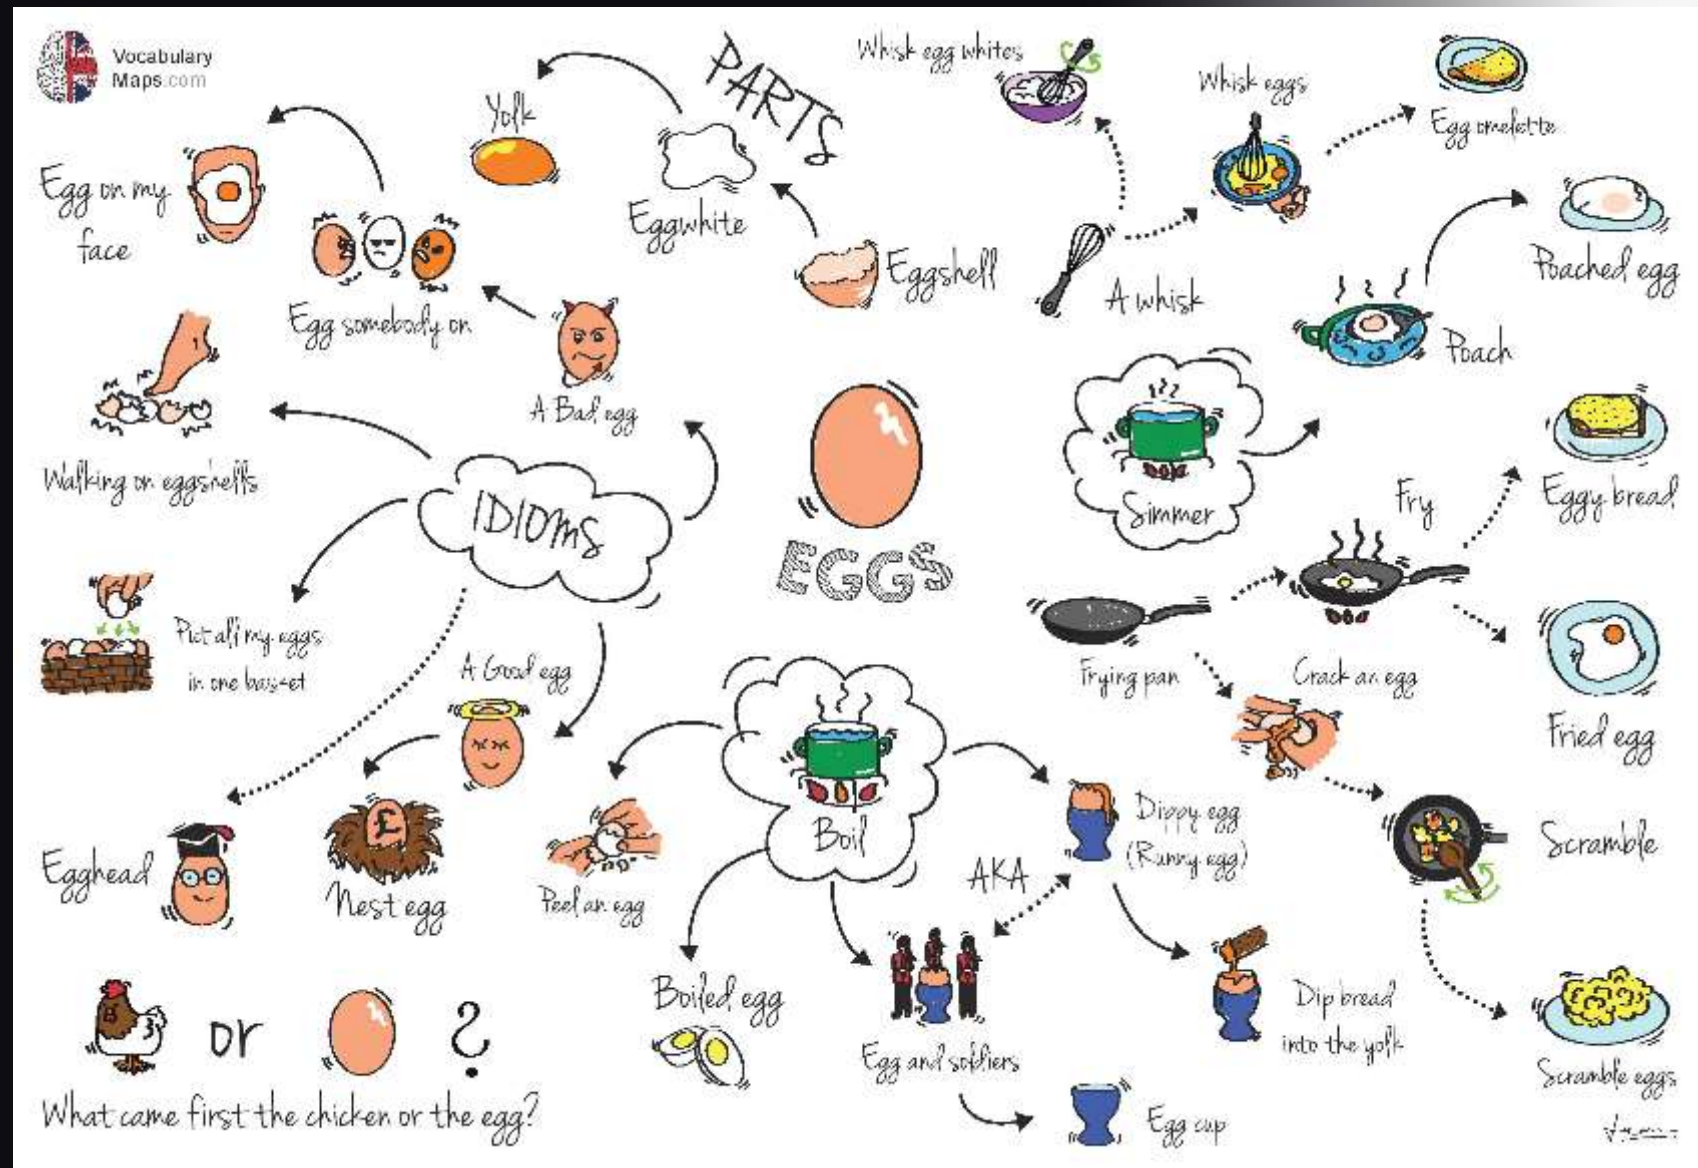 Vocabulary
Maps.com
PARTS
Yolk
Eggwhite
Eggshell
Whisk egg whites
Whisk eggs
Egg omelette
A whisk
Poach
Poached egg
Egg on my
face
Egg somebody on
A Bad egg
Walking on eggshells
IDIOMS
Put all my eggs
in one basket
A Good egg
Egghead
£
Nest egg
EGGS
Simmer
Fry
Eggy bread
Frying pan
Crack an egg
Fried egg
Scramble
Scramble eggs
Boil
Peel an egg
Boiled egg
Dippy egg
(Runny egg)
AKA
Egg and soldiers
Dip bread
into the yolk
Egg cup
or
?
What came first the chicken or the egg?